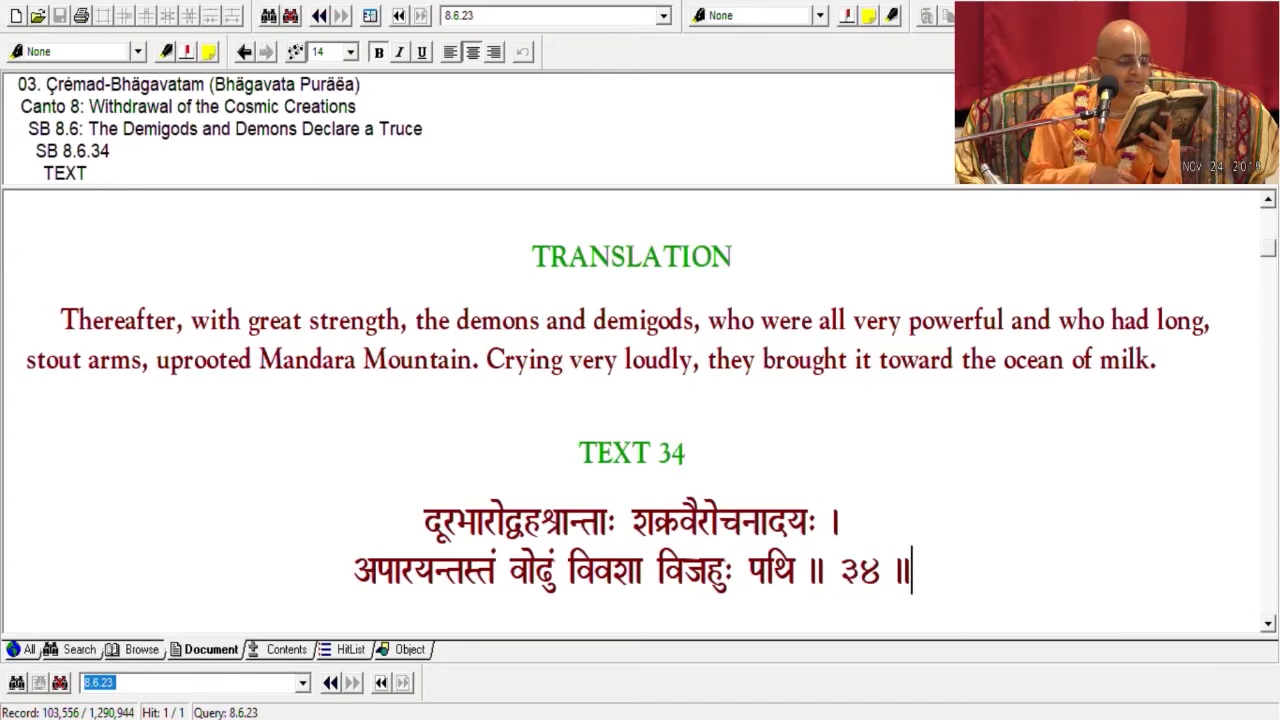 8.6.23
None
None
14
B I U
03. Çrémad-Bhägavatam (Bhägavata Puräëa)
Canto 8: Withdrawal of the Cosmic Creations
SB 8.6: The Demigods and Demons Declare a Truce
SB 8.6.34
TEXT
NOV 24 2019
TRANSLATION
Thereafter, with great strength, the demons and demigods, who were all very powerful and who had long,
stout arms, uprooted Mandara Mountain. Crying very loudly, they brought it toward the ocean of milk.
TEXT 34
दूरभारोद्वहश्रान्ताः शक्रवैरोचनादयः ।
अपारयन्तस्तं वोढुं विवशा विजहुः पथि ॥ ३४ ॥
All Search Browse Document Contents HitList Object
8.6.23
Record: 103,556 / 1,290,944 Hit: 1 / 1 Query: 8.6.23